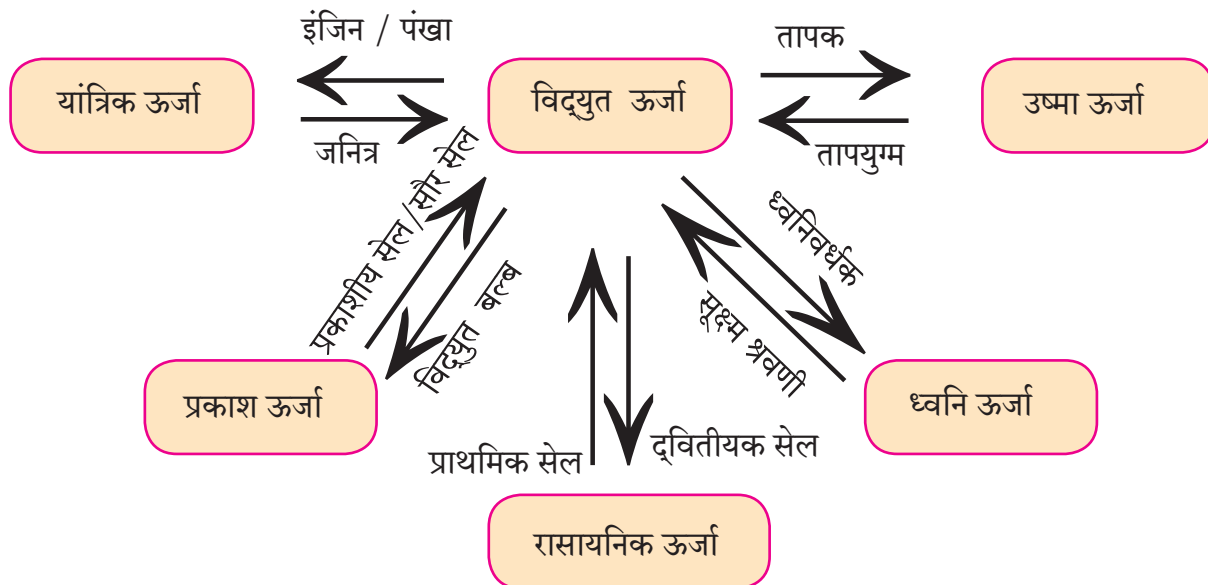 इंजिन / पंखा
तापक
यांत्रिक ऊर्जा
विद्‌युत ऊर्जा
उष्मा ऊर्जा
जनित्र
तापयुग्म
प्रकाशीय सेल/सौर सेल
विद्‌युत बल्ब
ध्वनिवर्धक
सूक्ष्म श्रवणी
प्रकाश ऊर्जा
ध्वनि ऊर्जा
प्राथमिक सेल
द्‌वितीयक सेल
रासायनिक ऊर्जा